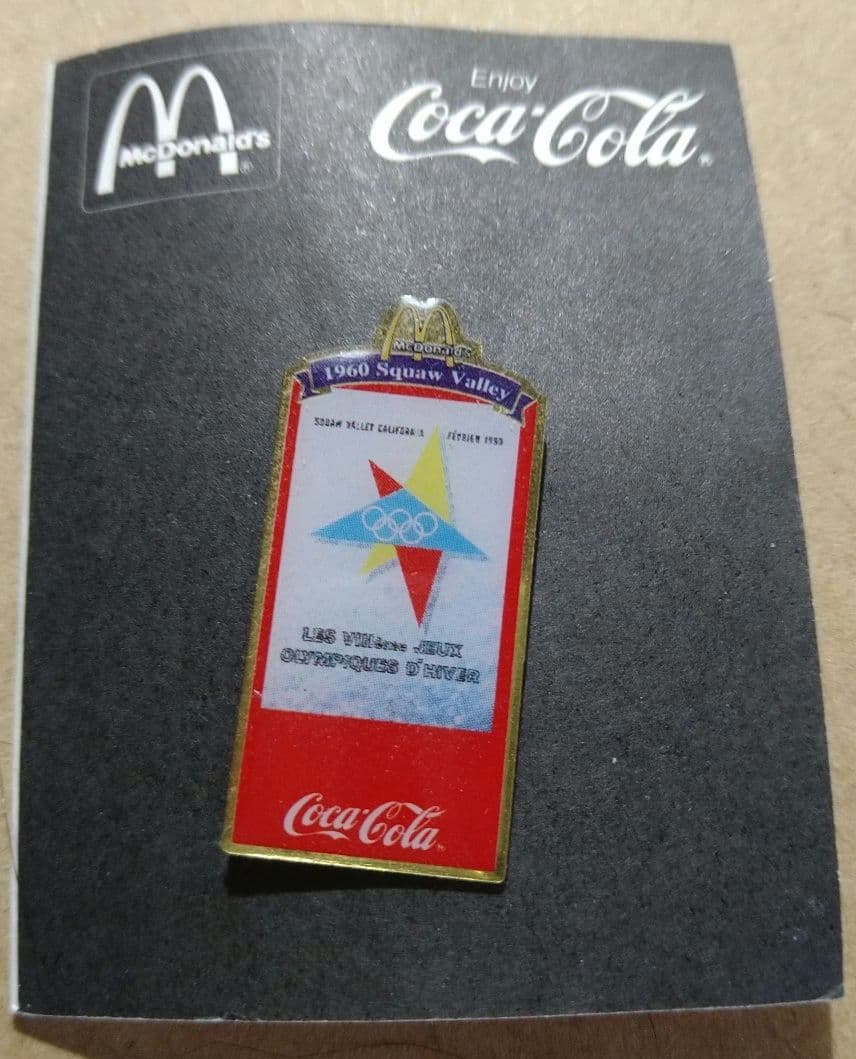 McDonald's
®
Enjoy
Coca-Cola
®
McDonald's
1960 Squaw Valley
SQUAW VALLEY CALIFORNIA FÉVRIER 1960
LES VIIIème JEUX
OLYMPIQUES D'HIVER
Coca-Cola